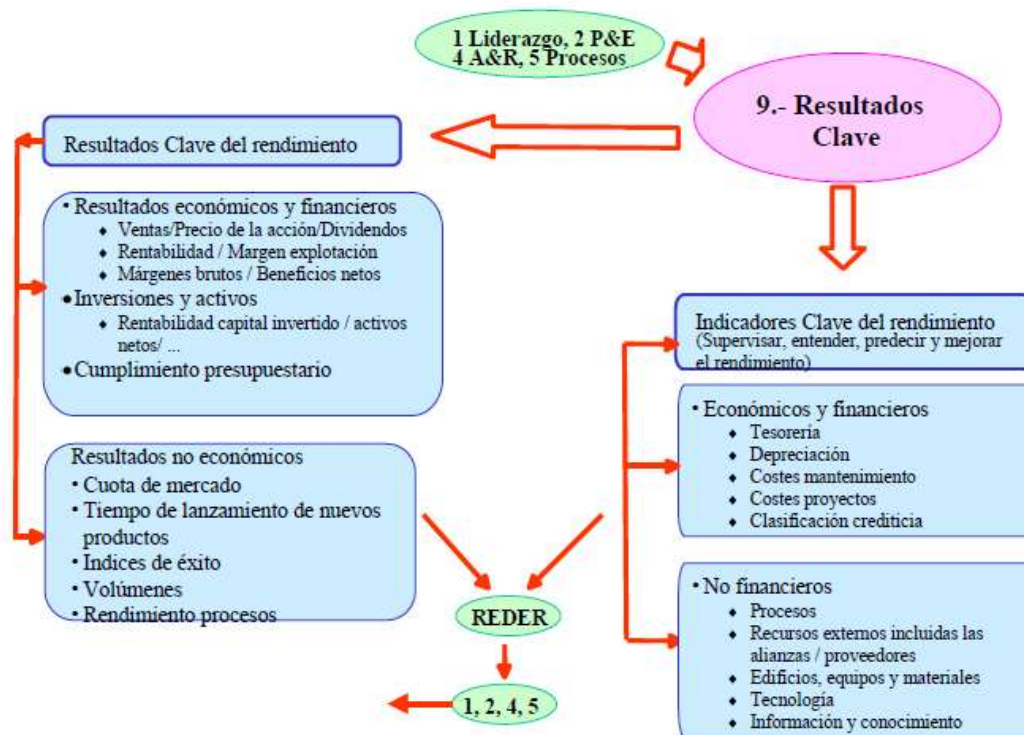 1 Liderazgo, 2 P&E
4 A&R, 5 Procesos
9.- Resultados
Clave
Resultados Clave del rendimiento
• Resultados económicos y financieros
♦ Ventas/Precio de la acción/Dividendos
♦ Rentabilidad / Margen explotación
♦ Márgenes brutos / Beneficios netos
•Inversiones y activos
♦ Rentabilidad capital invertido / activos
netos/ ...
•Cumplimiento presupuestario
Resultados no económicos
• Cuota de mercado
• Tiempo de lanzamiento de nuevos
productos
• Indices de éxito
• Volúmenes
• Rendimiento procesos
Indicadores Clave del rendimiento
(Supervisar, entender, predecir y mejorar
el rendimiento)
• Económicos y financieros
♦ Tesorería
♦ Depreciación
♦ Costes mantenimiento
♦ Costes proyectos
♦ Clasificación crediticia
• No financieros
♦ Procesos
♦ Recursos externos incluidas las
alianzas / proveedores
♦ Edificios, equipos y materiales
♦ Tecnología
♦ Información y conocimiento
REDER
1, 2, 4, 5